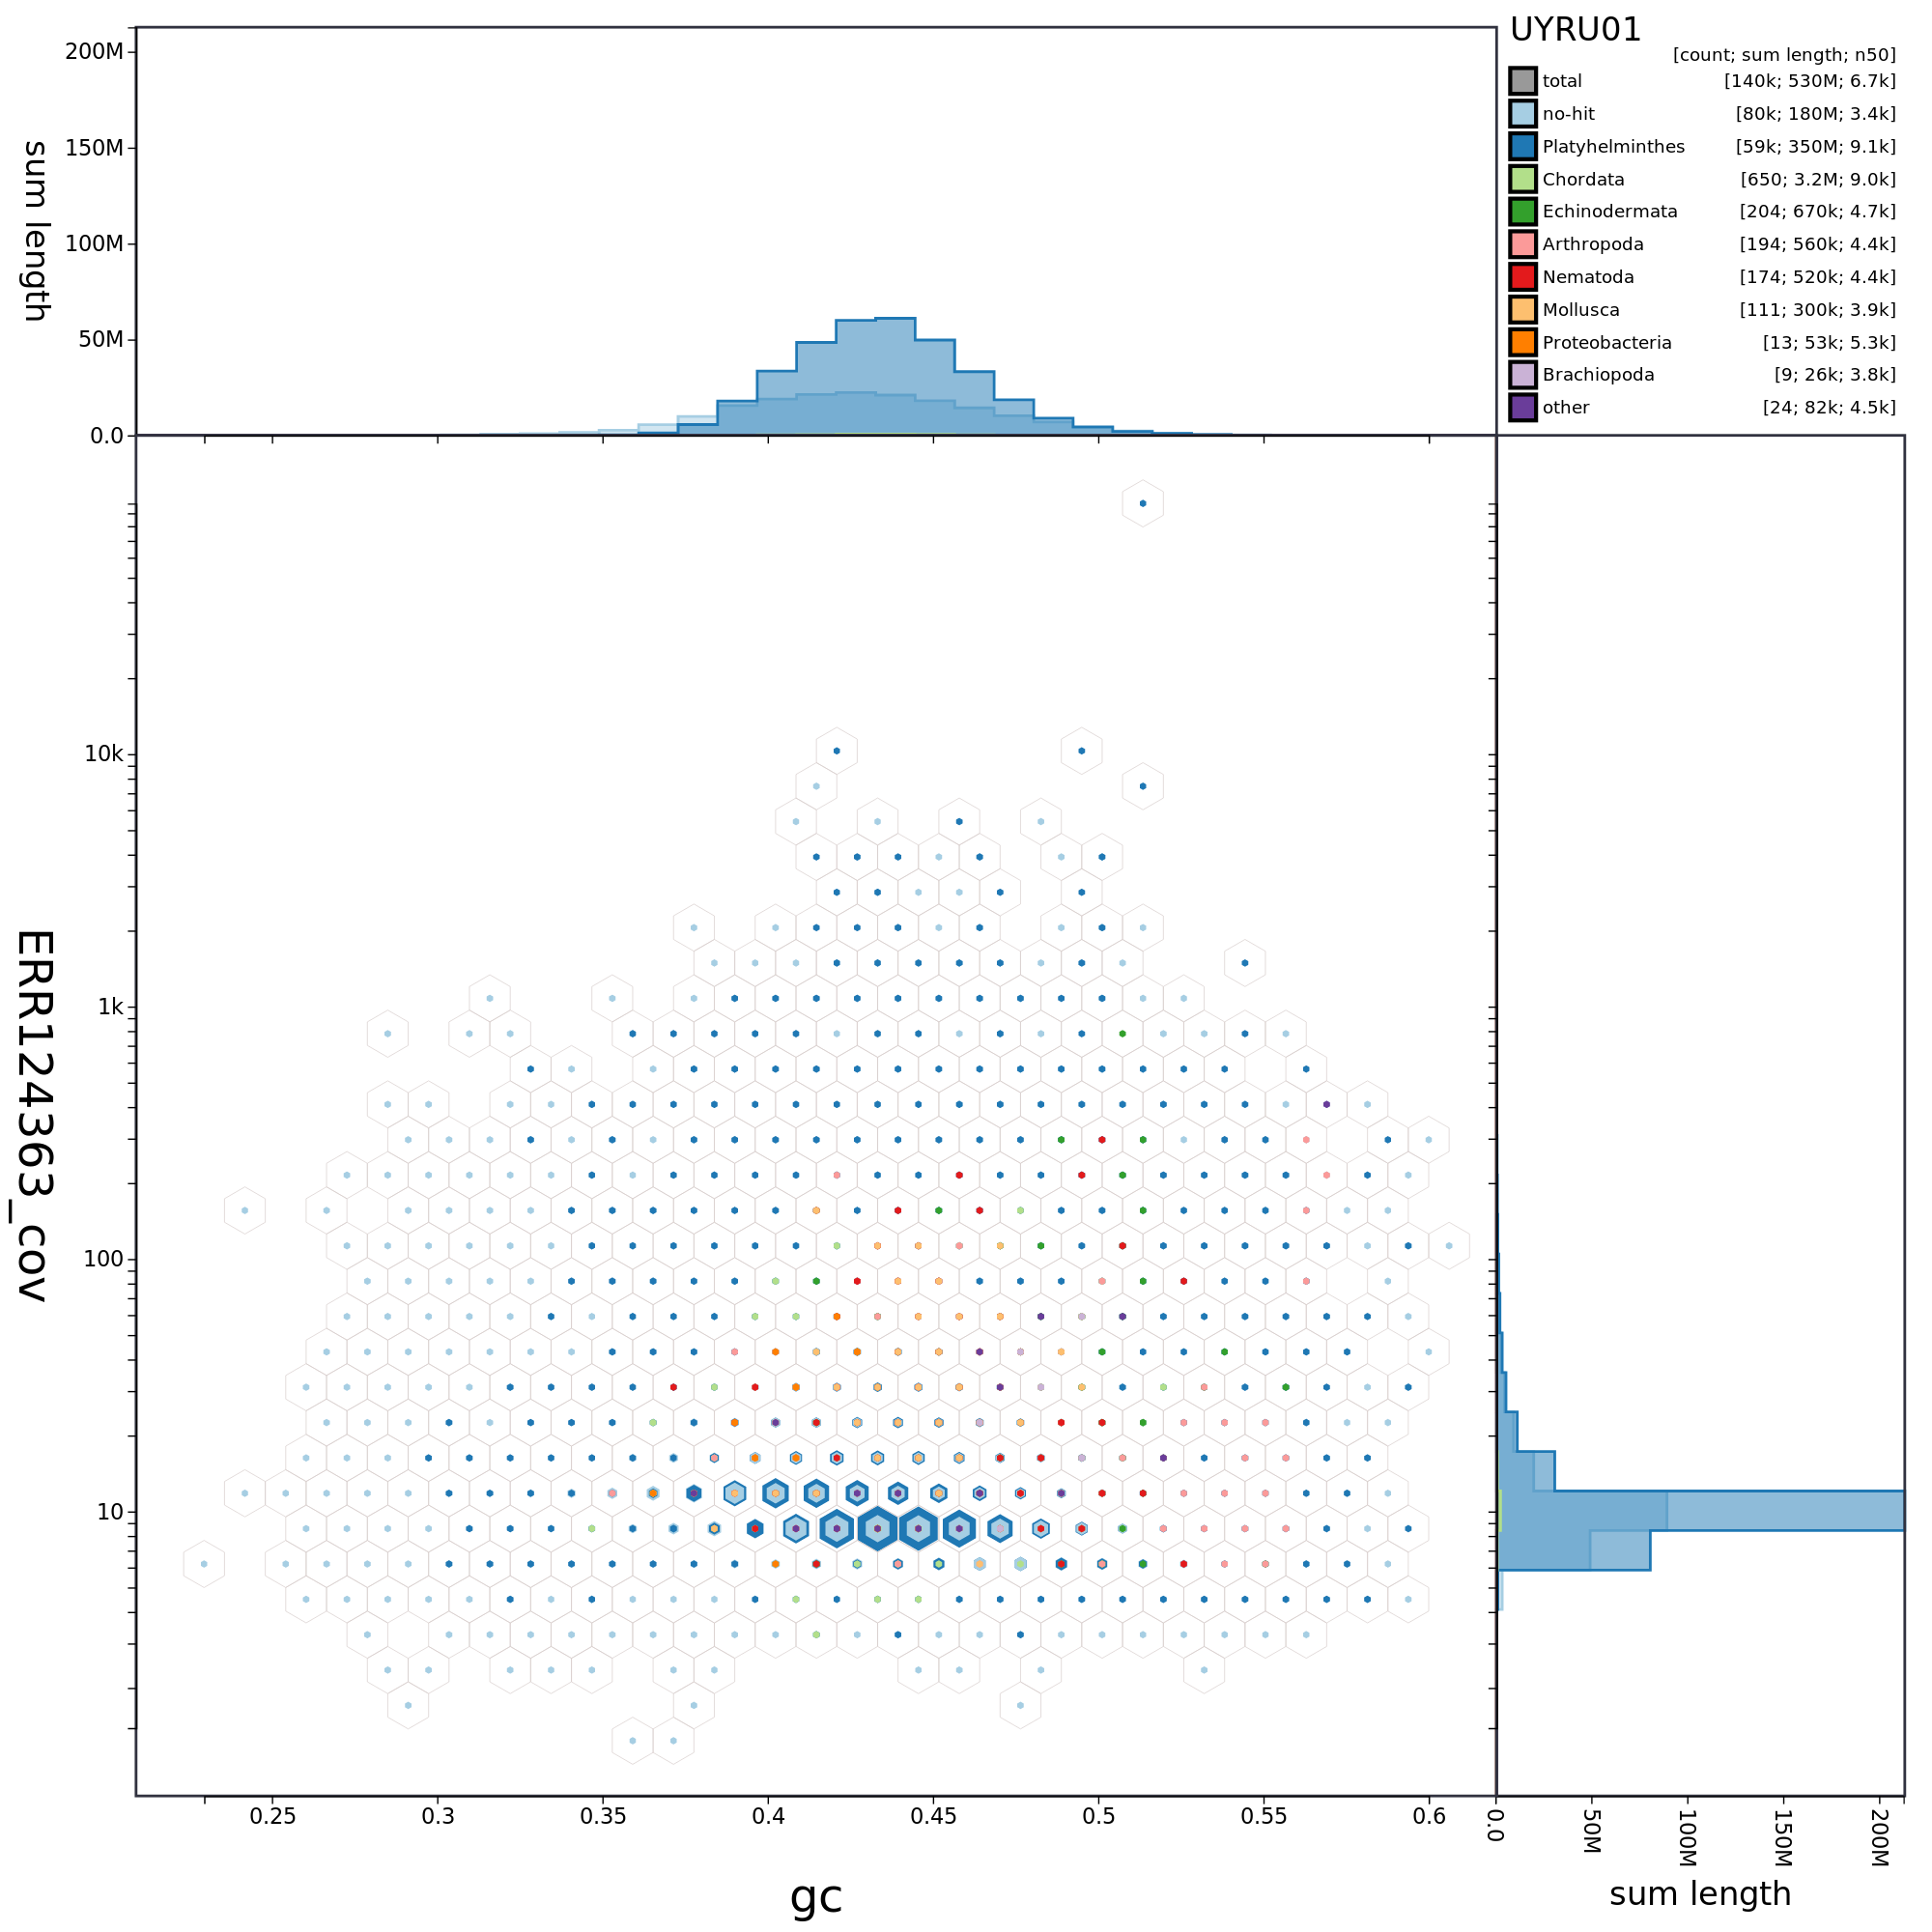 UYRU01
[count; sum length; n50]
total [140k; 530M; 6.7k]
no-hit [80k; 180M; 3.4k]
Platyhelminthes [59k; 350M; 9.1k]
Chordata [650; 3.2M; 9.0k]
Echinodermata [204; 670k; 4.7k]
Arthropoda [194; 560k; 4.4k]
Nematoda [174; 520k; 4.4k]
Mollusca [111; 300k; 3.9k]
Proteobacteria [13; 53k; 5.3k]
Brachiopoda [9; 26k; 3.8k]
other [24; 82k; 4.5k]
sum length
200M
150M
100M
50M
0.0
ERR124363_cov
10k
1k
100
10
0.25 0.3 0.35 0.4 0.45 0.5 0.55 0.6
gc
0.0 50M 100M 150M 200M
sum length